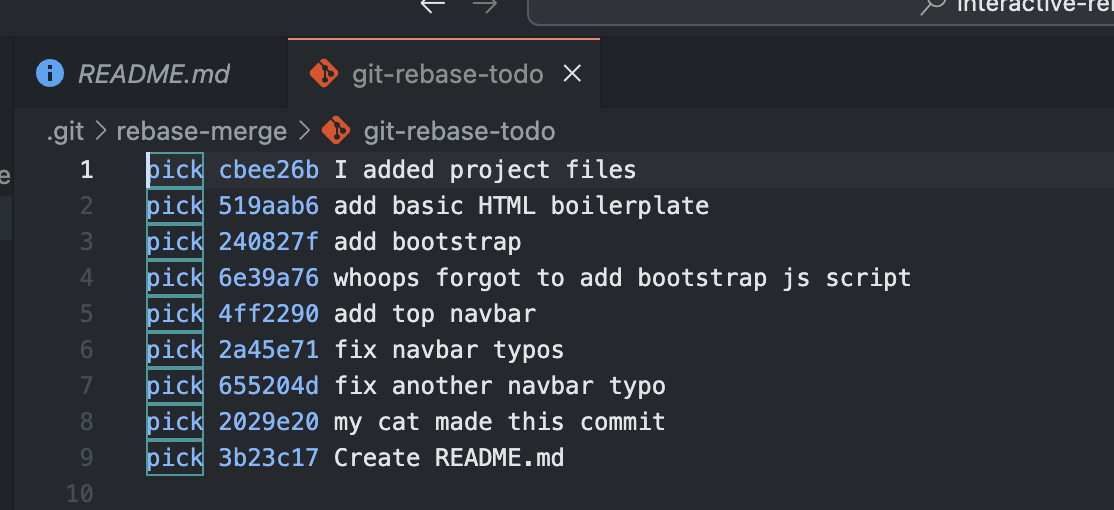 interactive-re
README.md
git-rebase-todo
.git > rebase-merge > git-rebase-todo
1 pick cbee26b I added project files
2 pick 519aab6 add basic HTML boilerplate
3 pick 240827f add bootstrap
4 pick 6e39a76 whoops forgot to add bootstrap js script
5 pick 4ff2290 add top navbar
6 pick 2a45e71 fix navbar typos
7 pick 655204d fix another navbar typo
8 pick 2029e20 my cat made this commit
9 pick 3b23c17 Create README.md
10